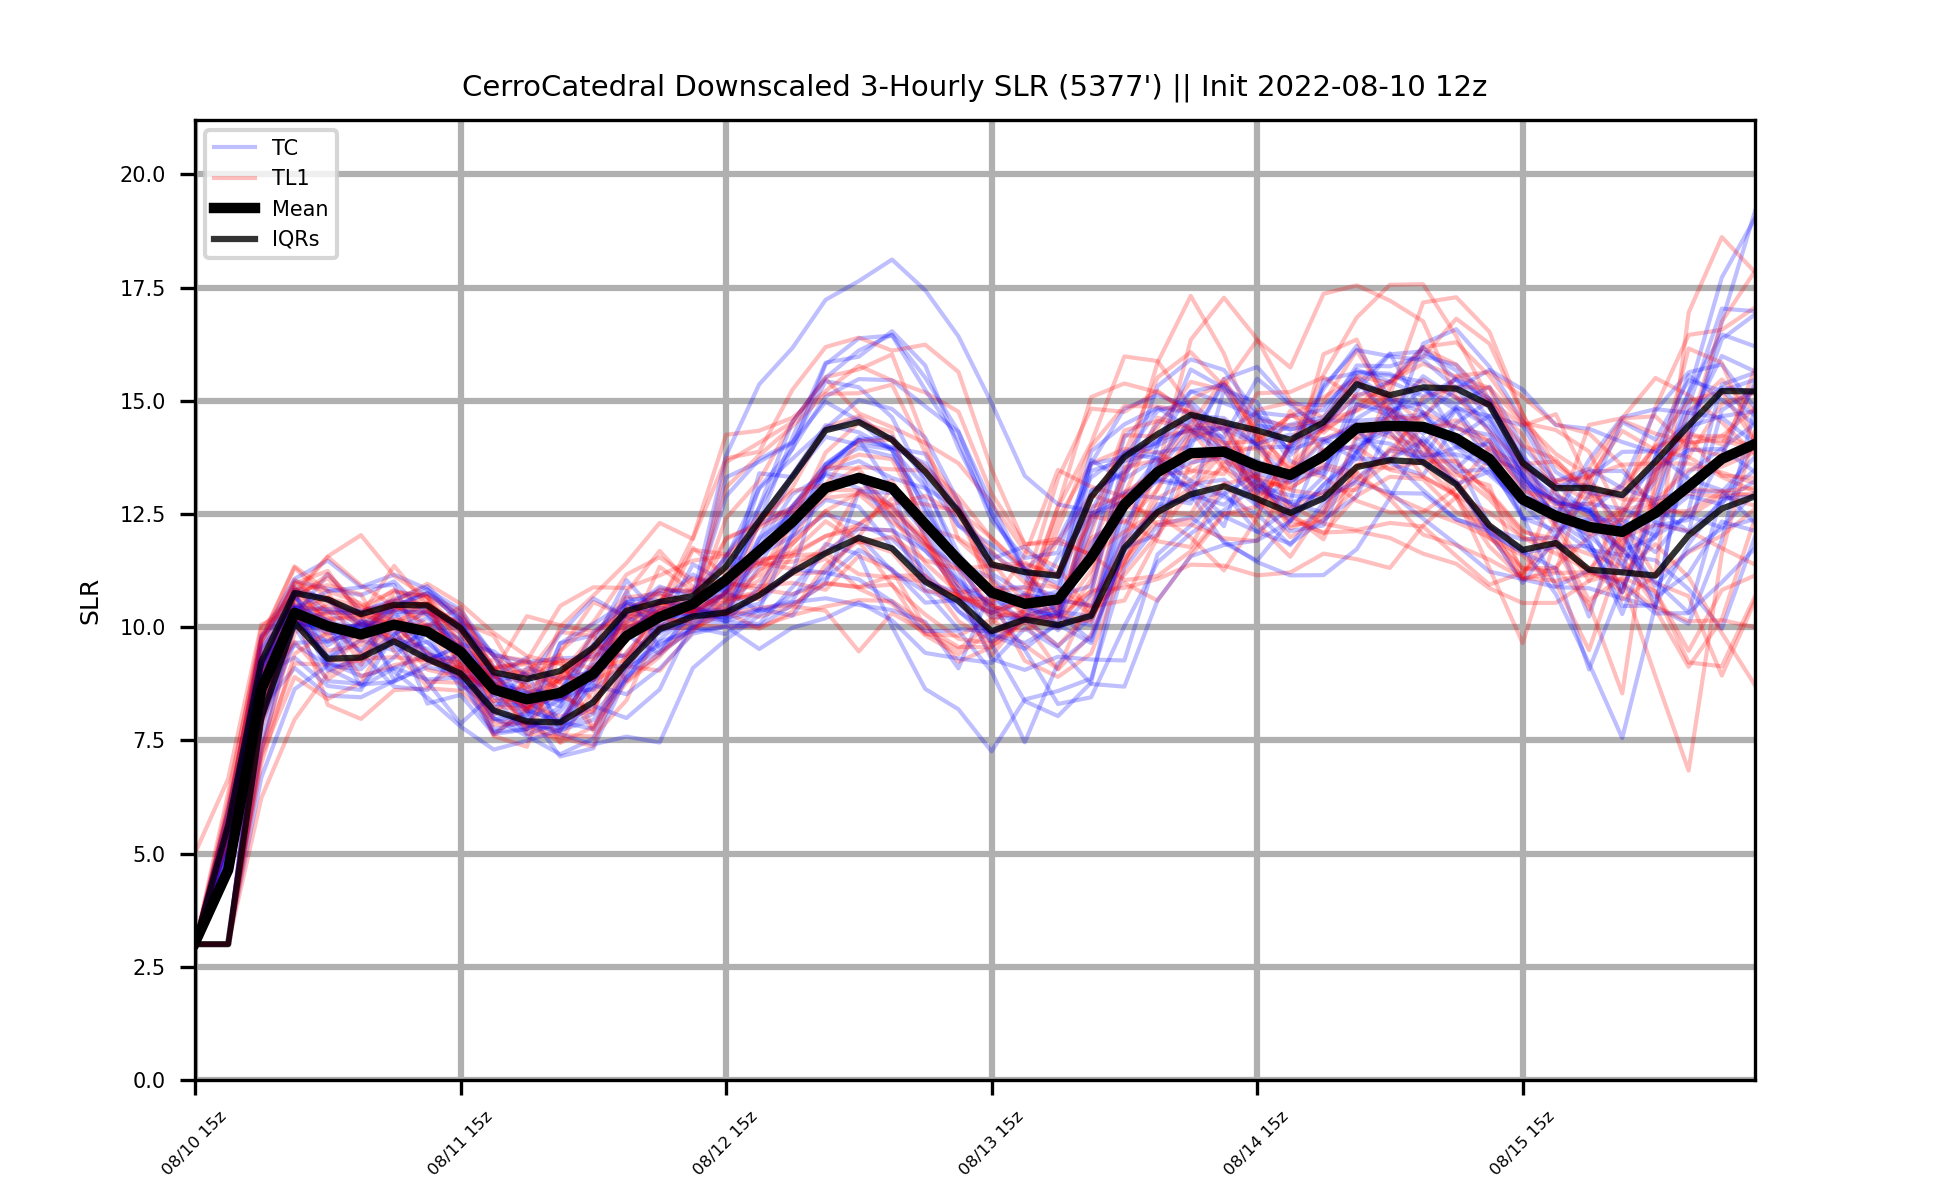 CerroCatedral Downscaled 3-Hourly SLR (5377') || Init 2022-08-10 12z
TC
TL1
Mean
IQRs
SLR
20.0
17.5
15.0
12.5
10.0
7.5
5.0
2.5
0.0
08/10 15z
08/11 15z
08/12 15z
08/13 15z
08/14 15z
08/15 15z